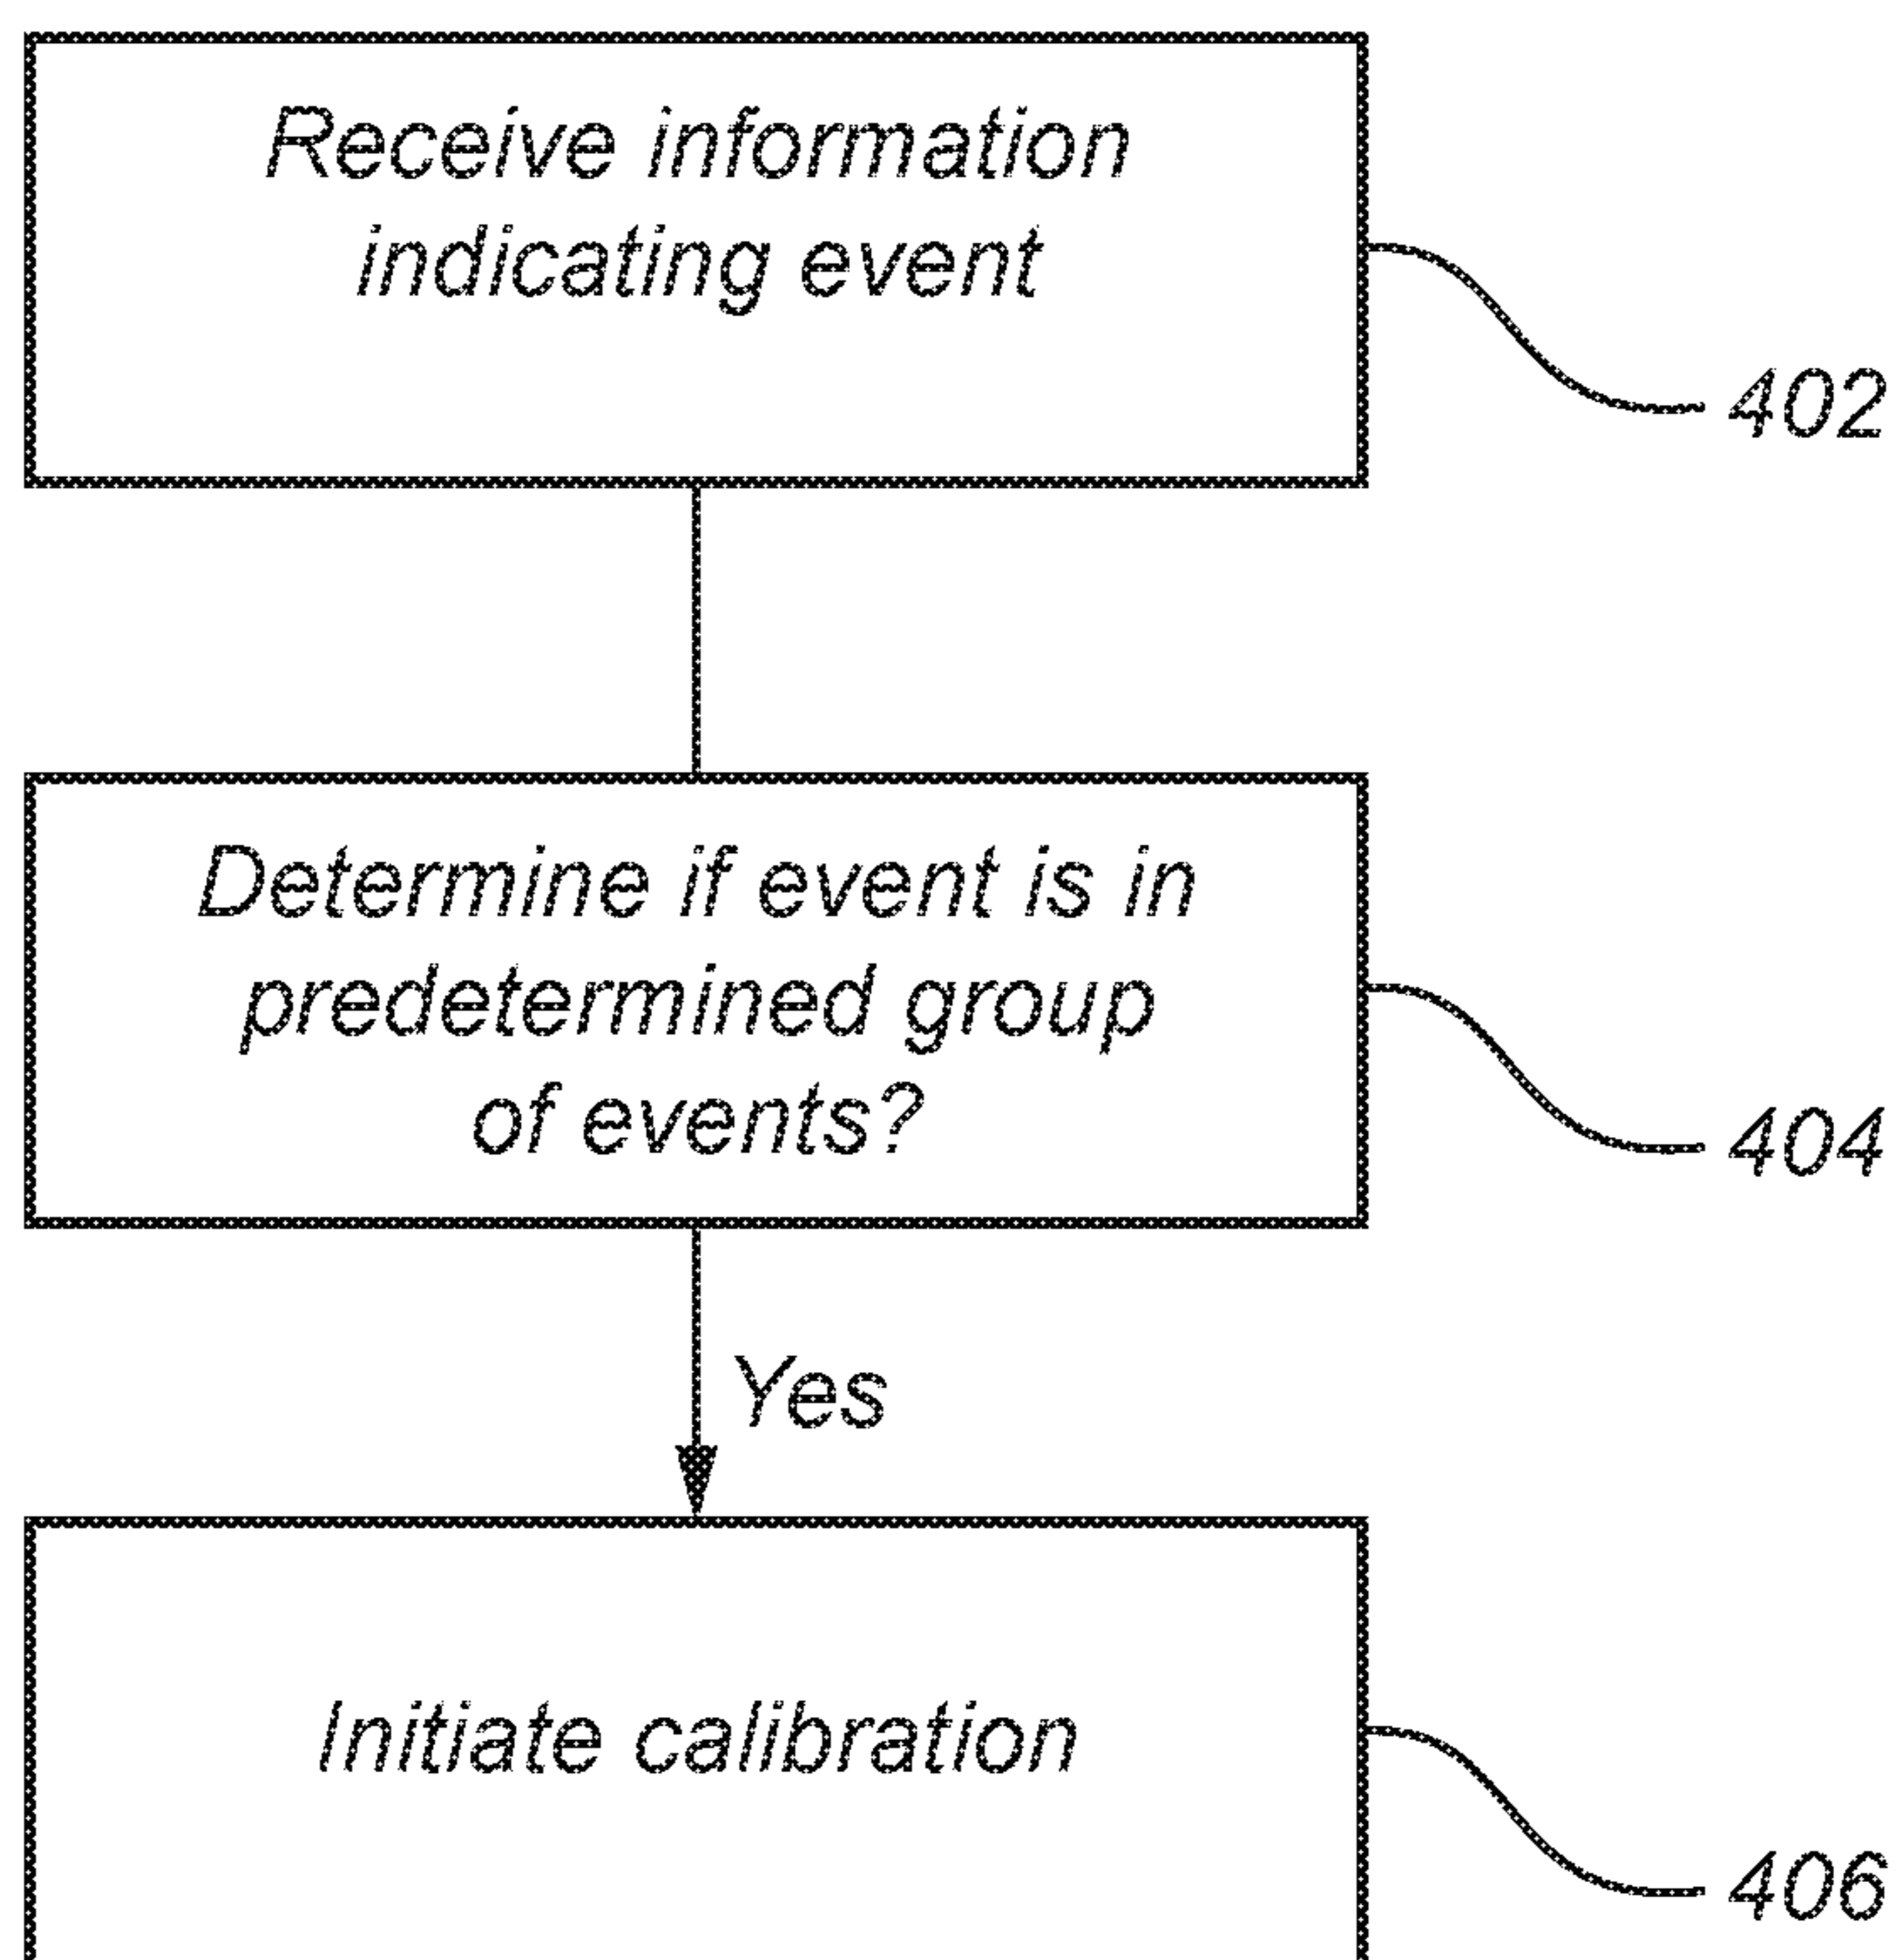 Receive information
indicating event
402
Determine if event is in
predetermined group
of events?
404
Yes
Initiate calibration
406